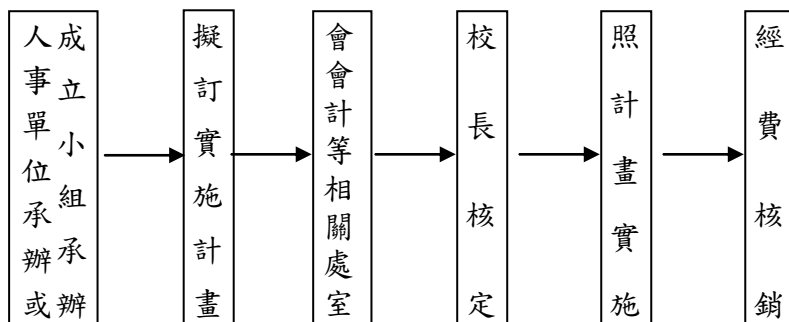 人事單位承辦或
成立小組承辦
擬訂實施計畫
會會計等相關處室
校長核定
照計畫實施
經費核銷